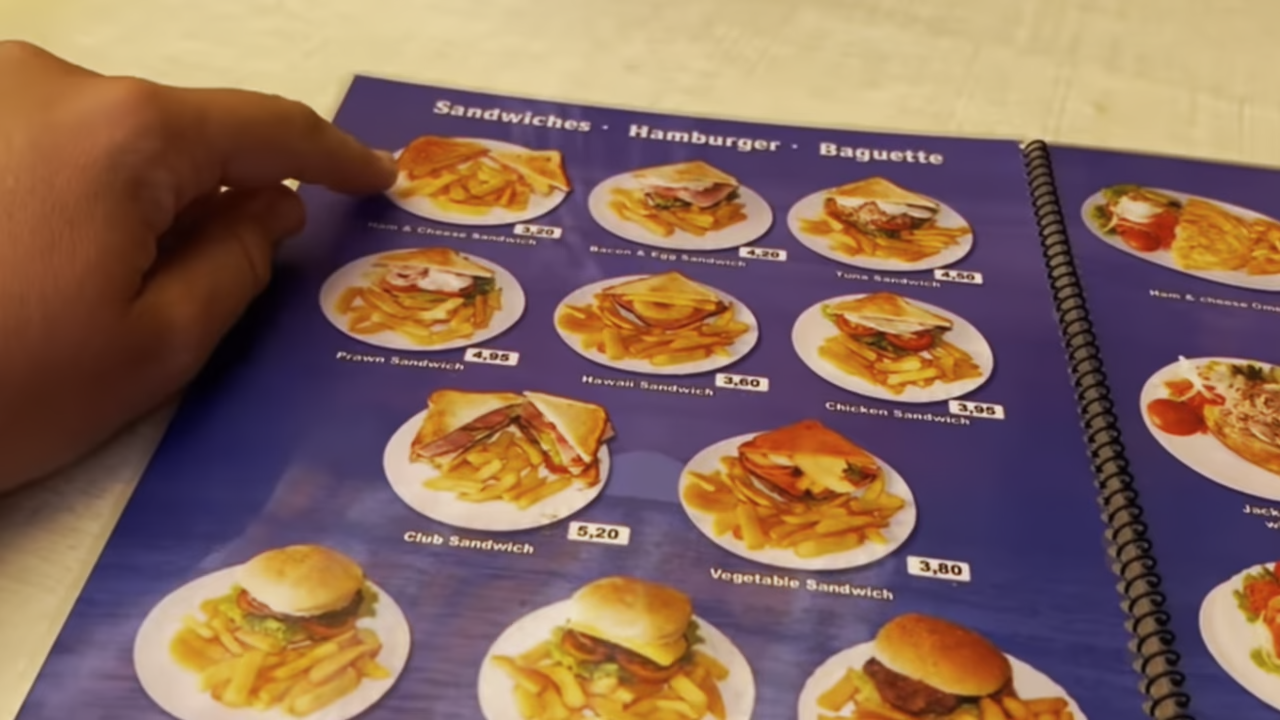 Sandwiches · Hamburger · Baguette
Ham & Cheese Sandwich 3,20
Bacon & Egg Sandwich 4,20
Tuna Sandwich 4,50
Prawn Sandwich 4,95
Hawaii Sandwich 3,60
Chicken Sandwich 3,95
Club Sandwich 5,20
Vegetable Sandwich 3,80
Ham & cheese Om
Jack